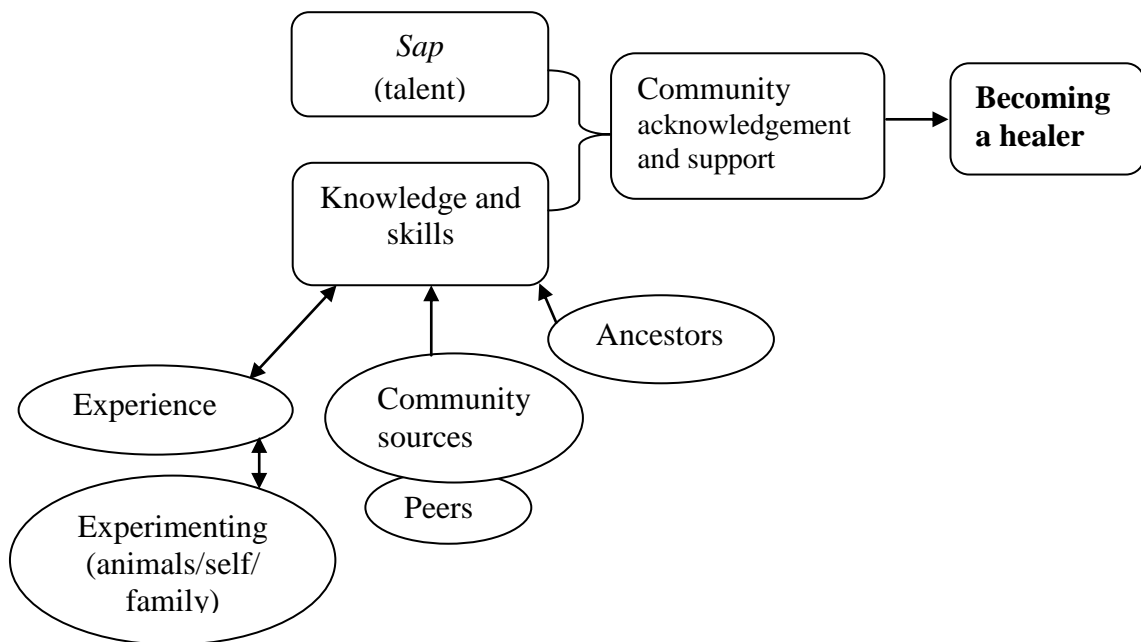 Sap
(talent)
Community
acknowledgement
and support
Becoming
a healer
Knowledge and
skills
Ancestors
Experience
Community
sources
Peers
Experimenting
(animals/self/
family)